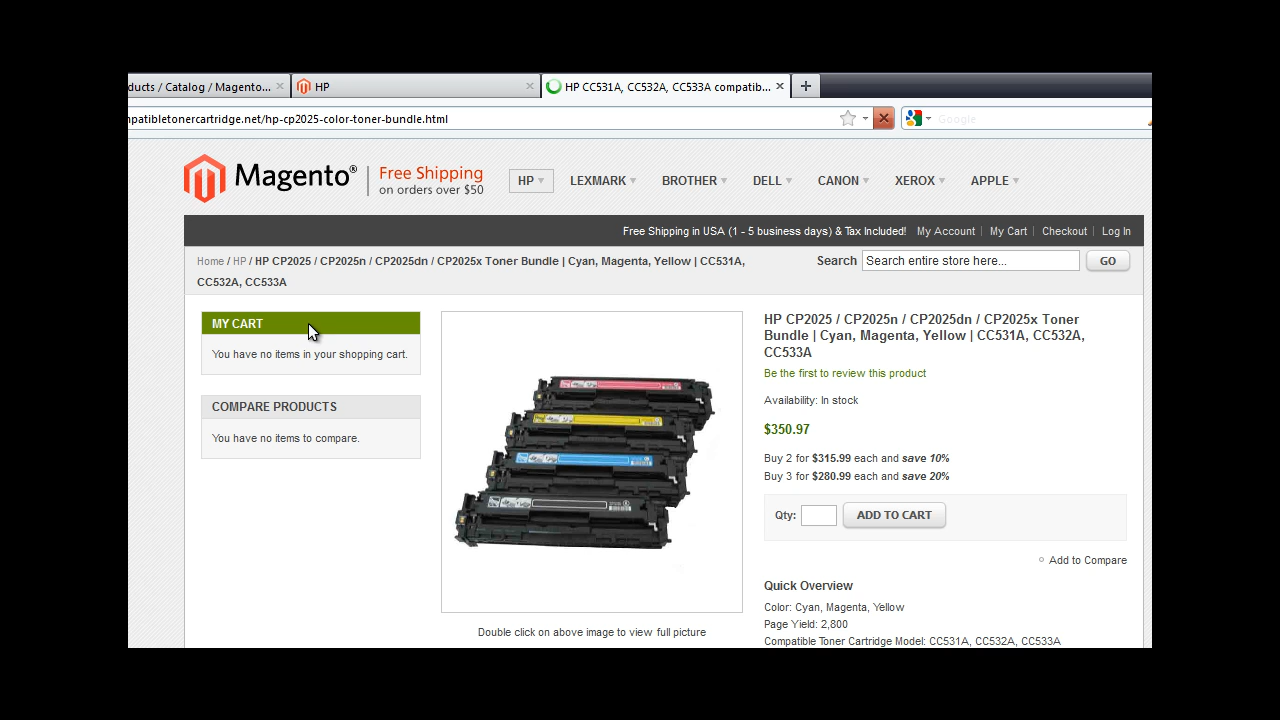 ducts / Catalog / Magento...
HP
HP CC531A, CC532A, CC533A compatib...
patibletonercartridge.net/hp-cp2025-color-toner-bundle.html
Google
Magento®
Free Shipping
on orders over $50
HP
LEXMARK
BROTHER
DELL
CANON
XEROX
APPLE
Free Shipping in USA (1 - 5 business days) & Tax Included!
My Account
My Cart
Checkout
Log In
Home / HP / HP CP2025 / CP2025n / CP2025dn / CP2025x Toner Bundle | Cyan, Magenta, Yellow | CC531A,
CC532A, CC533A
Search
Search entire store here...
GO
MY CART
You have no items in your shopping cart.
COMPARE PRODUCTS
You have no items to compare.
Double click on above image to view full picture
HP CP2025 / CP2025n / CP2025dn / CP2025x Toner
Bundle | Cyan, Magenta, Yellow | CC531A, CC532A,
CC533A
Be the first to review this product
Availability: In stock
$350.97
Buy 2 for $315.99 each and save 10%
Buy 3 for $280.99 each and save 20%
Qty:
ADD TO CART
Add to Compare
Quick Overview
Color: Cyan, Magenta, Yellow
Page Yield: 2,800
Compatible Toner Cartridge Model: CC531A, CC532A, CC533A